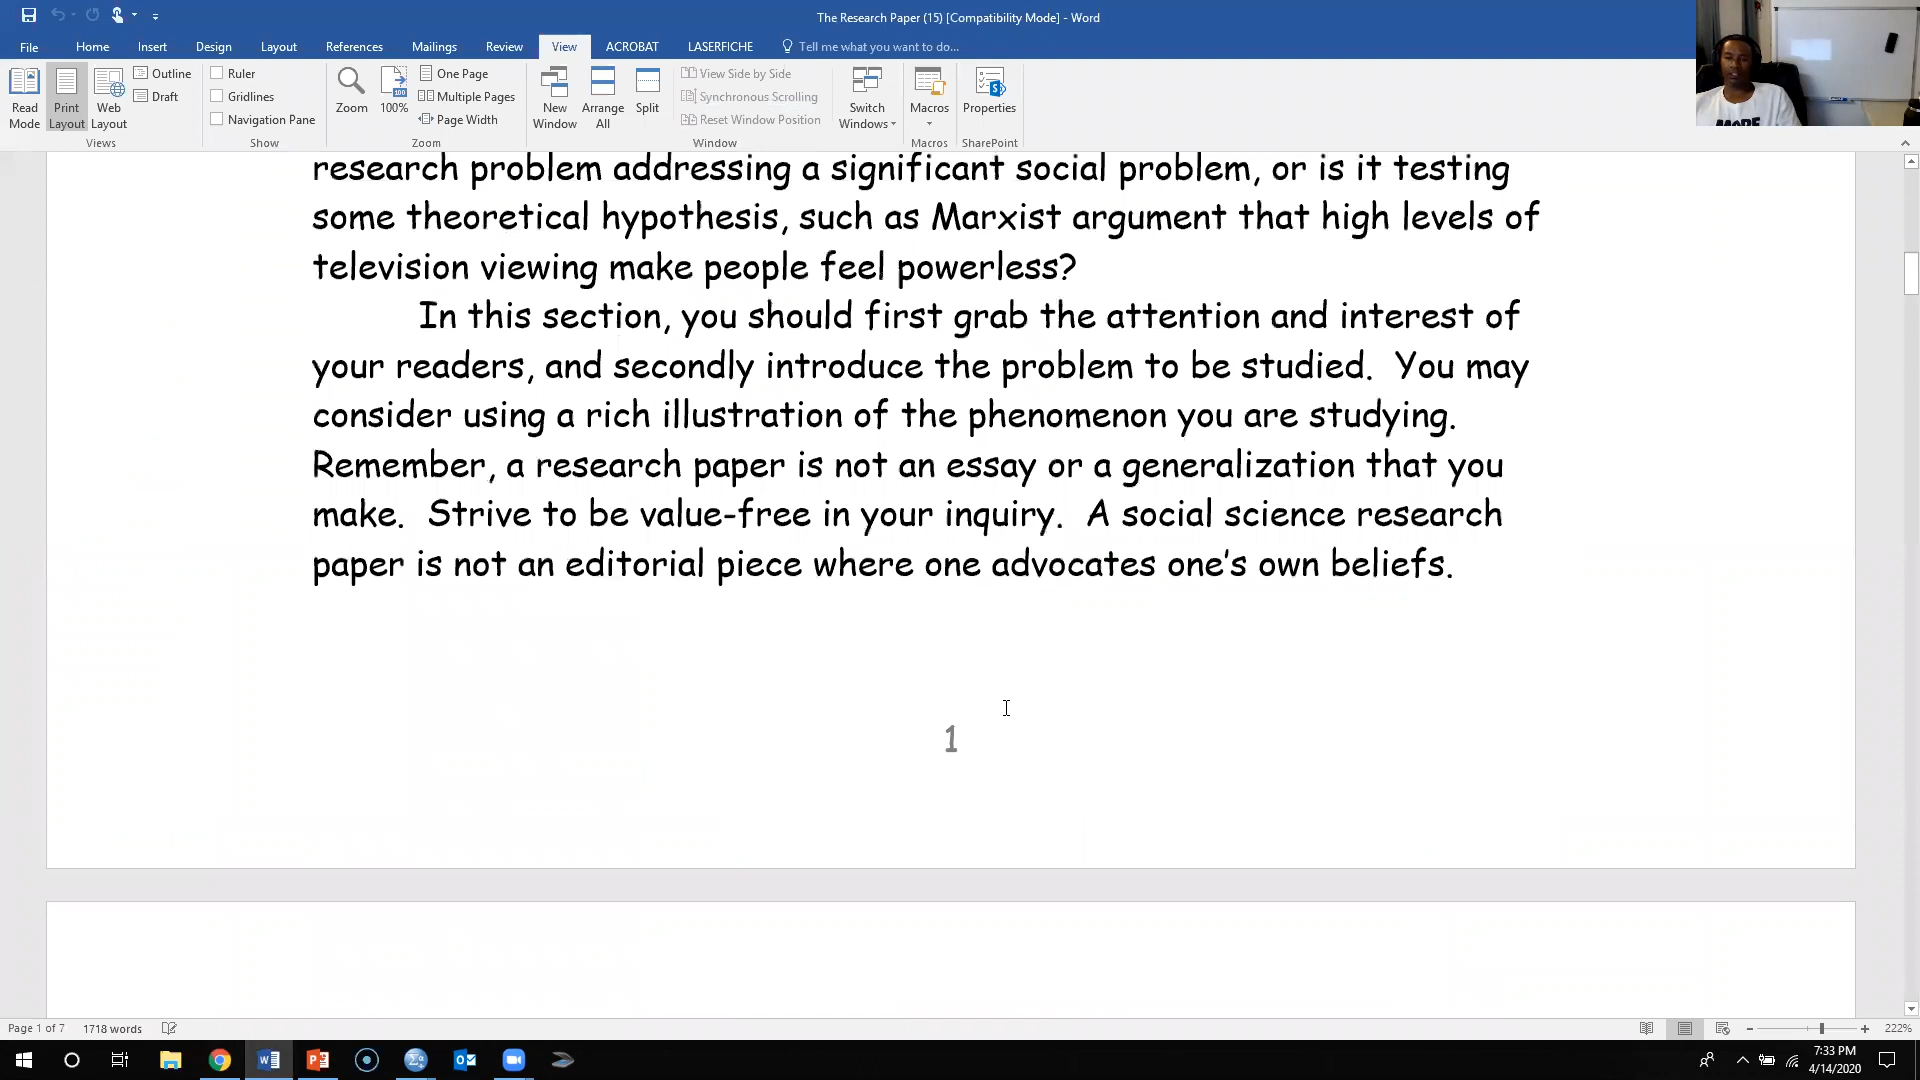 The Research Paper (15) [Compatibility Mode] - Word
File Home Insert Design Layout References Mailings Review View ACROBAT LASERFICHE Tell me what you want to do...
Read Mode
Print Layout
Web Layout
Outline
Draft
Views
Ruler
Gridlines
Navigation Pane
Show
Zoom
100
100%
One Page
Multiple Pages
Page Width
Zoom
New Window
Arrange All
Split
View Side by Side
Synchronous Scrolling
Reset Window Position
Window
Switch Windows
Macros
Macros
Properties
SharePoint
MORE
research problem addressing a significant social problem, or is it testing
some theoretical hypothesis, such as Marxist argument that high levels of
television viewing make people feel powerless?
In this section, you should first grab the attention and interest of
your readers, and secondly introduce the problem to be studied.  You may
consider using a rich illustration of the phenomenon you are studying.
Remember, a research paper is not an essay or a generalization that you
make.  Strive to be value-free in your inquiry.  A social science research
paper is not an editorial piece where one advocates one's own beliefs.
1
Page 1 of 7 1718 words 222%
7:33 PM
4/14/2020